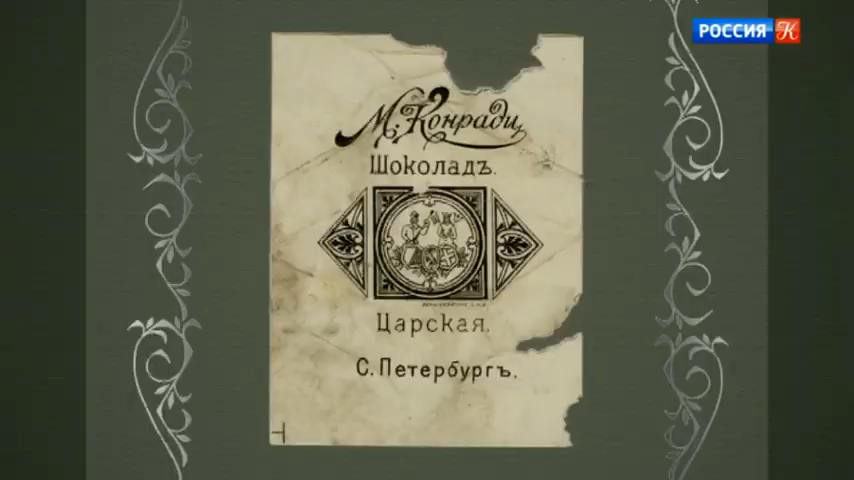 РОССИЯ К
М. Конради,
Шоколадъ.
Царская.
С. Петербургъ.